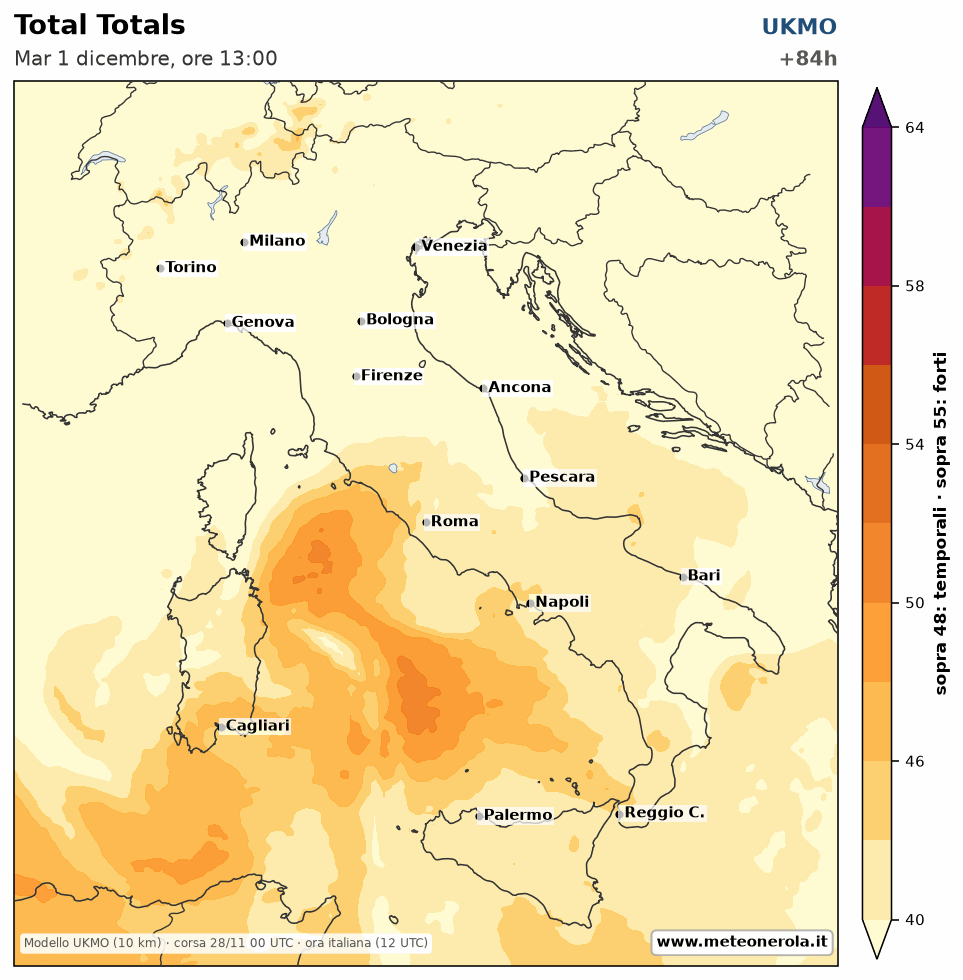 Total Totals
UKMO
Mar 1 dicembre, ore 13:00
+84h
Milano
Venezia
Torino
Genova
Bologna
Firenze
Ancona
Pescara
Roma
Bari
Napoli
Cagliari
Palermo
Reggio C.
64
58
54
50
46
40
sopra 48: temporali · sopra 55: forti
Modello UKMO (10 km) · corsa 28/11 00 UTC · ora italiana (12 UTC)
www.meteonerola.it